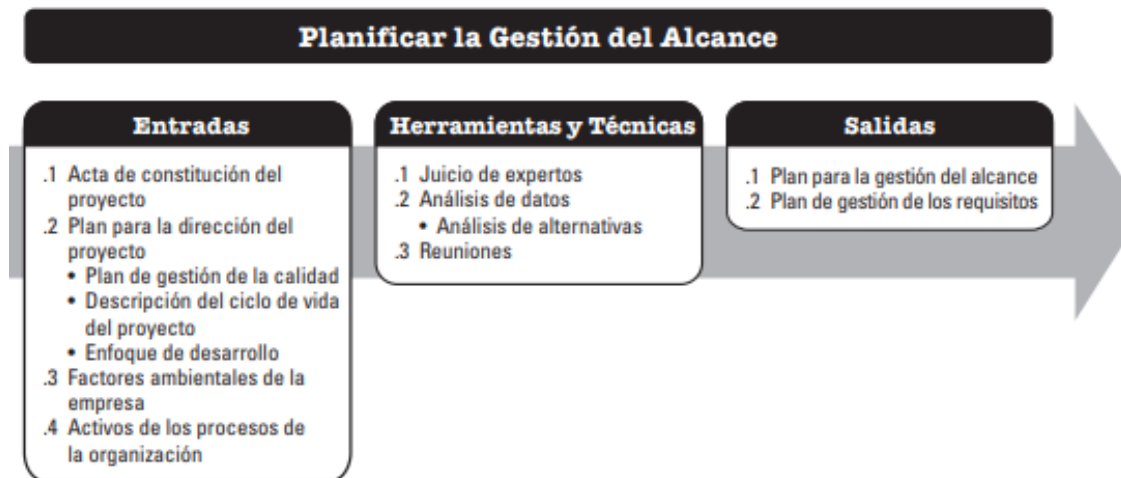 Planificar la Gestión del Alcance
Entradas
.1 Acta de constitución del
proyecto
.2 Plan para la dirección del
proyecto
• Plan de gestión de la calidad
• Descripción del ciclo de vida
del proyecto
• Enfoque de desarrollo
.3 Factores ambientales de la
empresa
.4 Activos de los procesos de
la organización
Herramientas y Técnicas
.1 Juicio de expertos
.2 Análisis de datos
• Análisis de alternativas
.3 Reuniones
Salidas
.1 Plan para la gestión del alcance
.2 Plan de gestión de los requisitos